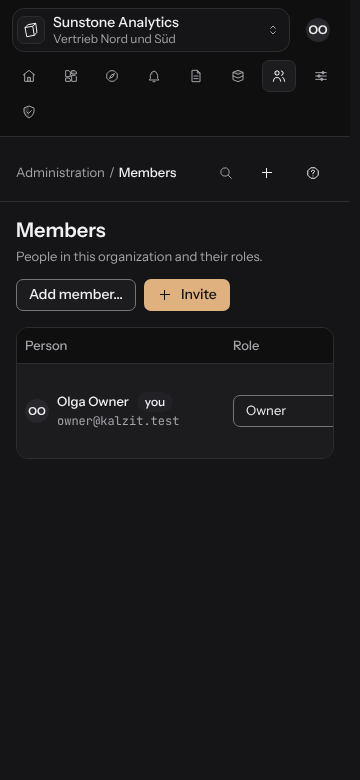 Sunstone Analytics
Vertrieb Nord und Süd
OO
Administration / Members
Members
People in this organization and their roles.
Add member...
Invite
Person Role
OO Olga Owner you Owner
owner@kalzit.test